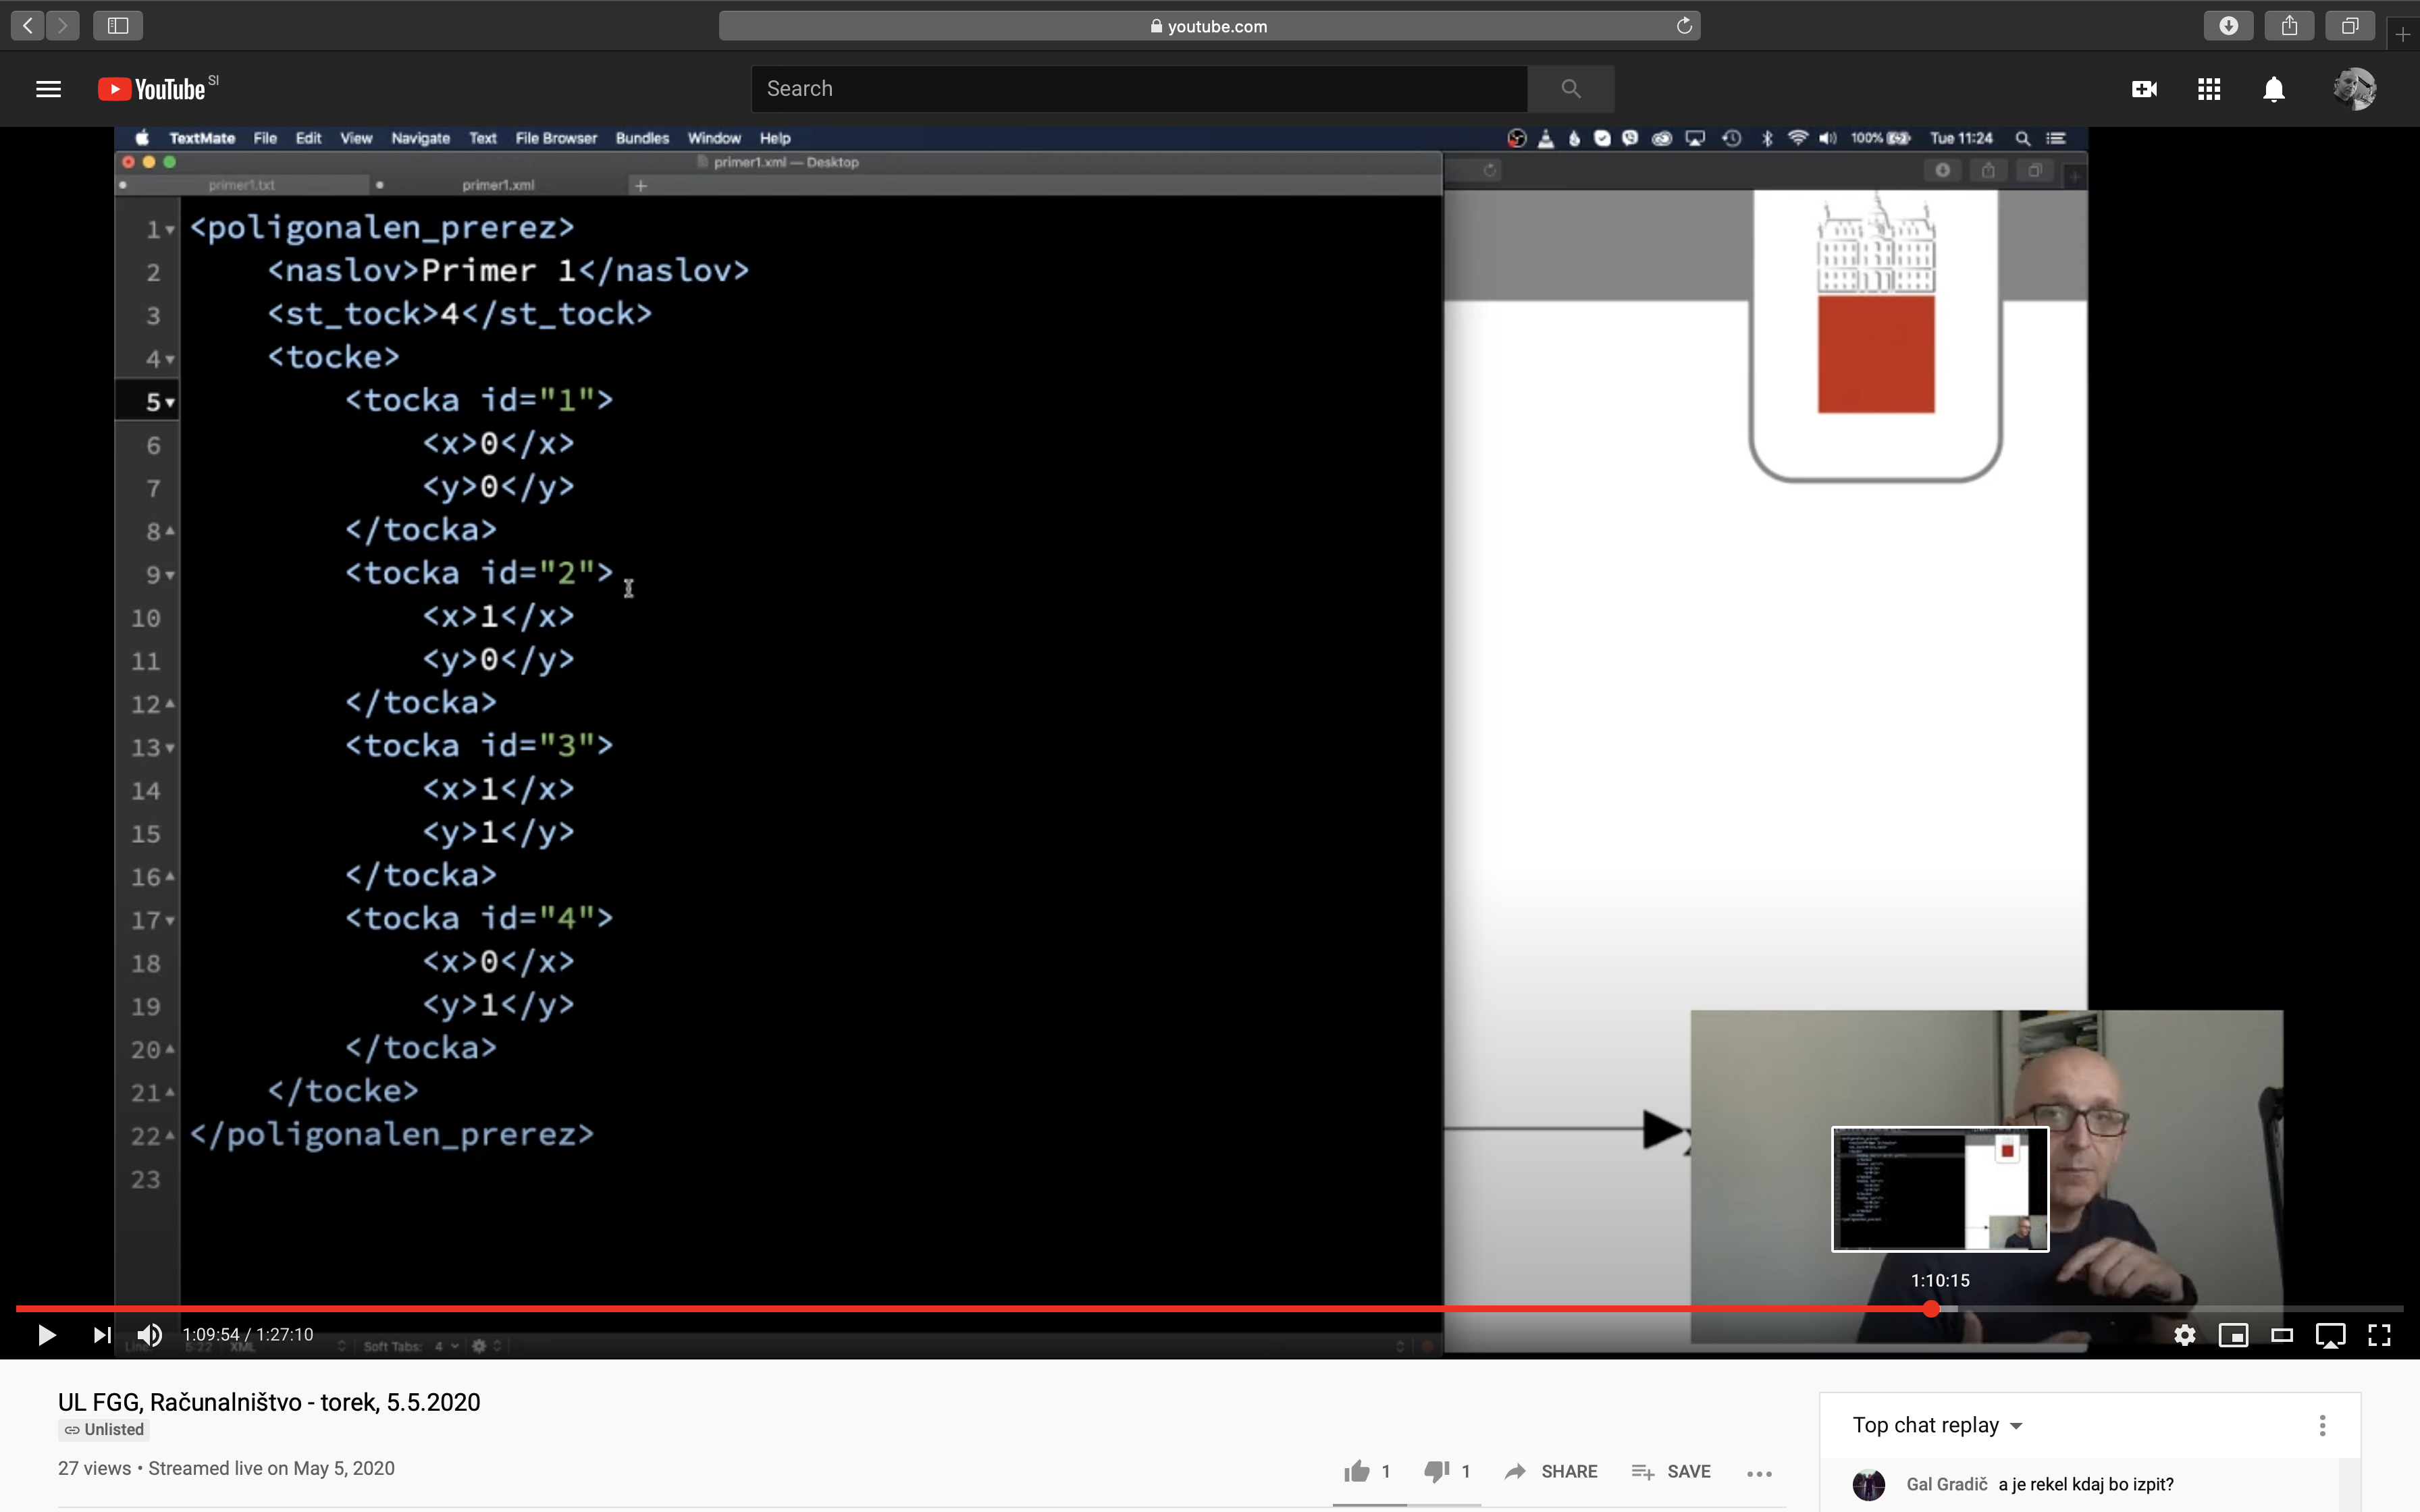 youtube.com
YouTube SI
Search
TextMate File Edit View Navigate Text File Browser Bundles Window Help
100% Tue 11:24
primer1.xml — Desktop
primer1.txt primer1.xml
1 <poligonalen_prerez>
2 <naslov>Primer 1</naslov>
3 <st_tock>4</st_tock>
4 <tocke>
5 <tocka id="1">
6 <x>0</x>
7 <y>0</y>
8 </tocka>
9 <tocka id="2">
10 <x>1</x>
11 <y>0</y>
12 </tocka>
13 <tocka id="3">
14 <x>1</x>
15 <y>1</y>
16 </tocka>
17 <tocka id="4">
18 <x>0</x>
19 <y>1</y>
20 </tocka>
21 </tocke>
22 </poligonalen_prerez>
23
1:10:15
1:09:54 / 1:27:10
Line: 5:22 XML Soft Tabs: 4
UL FGG, Računalništvo - torek, 5.5.2020
Unlisted
27 views • Streamed live on May 5, 2020
1 1 SHARE SAVE
Top chat replay
Gal Gradič a je rekel kdaj bo izpit?